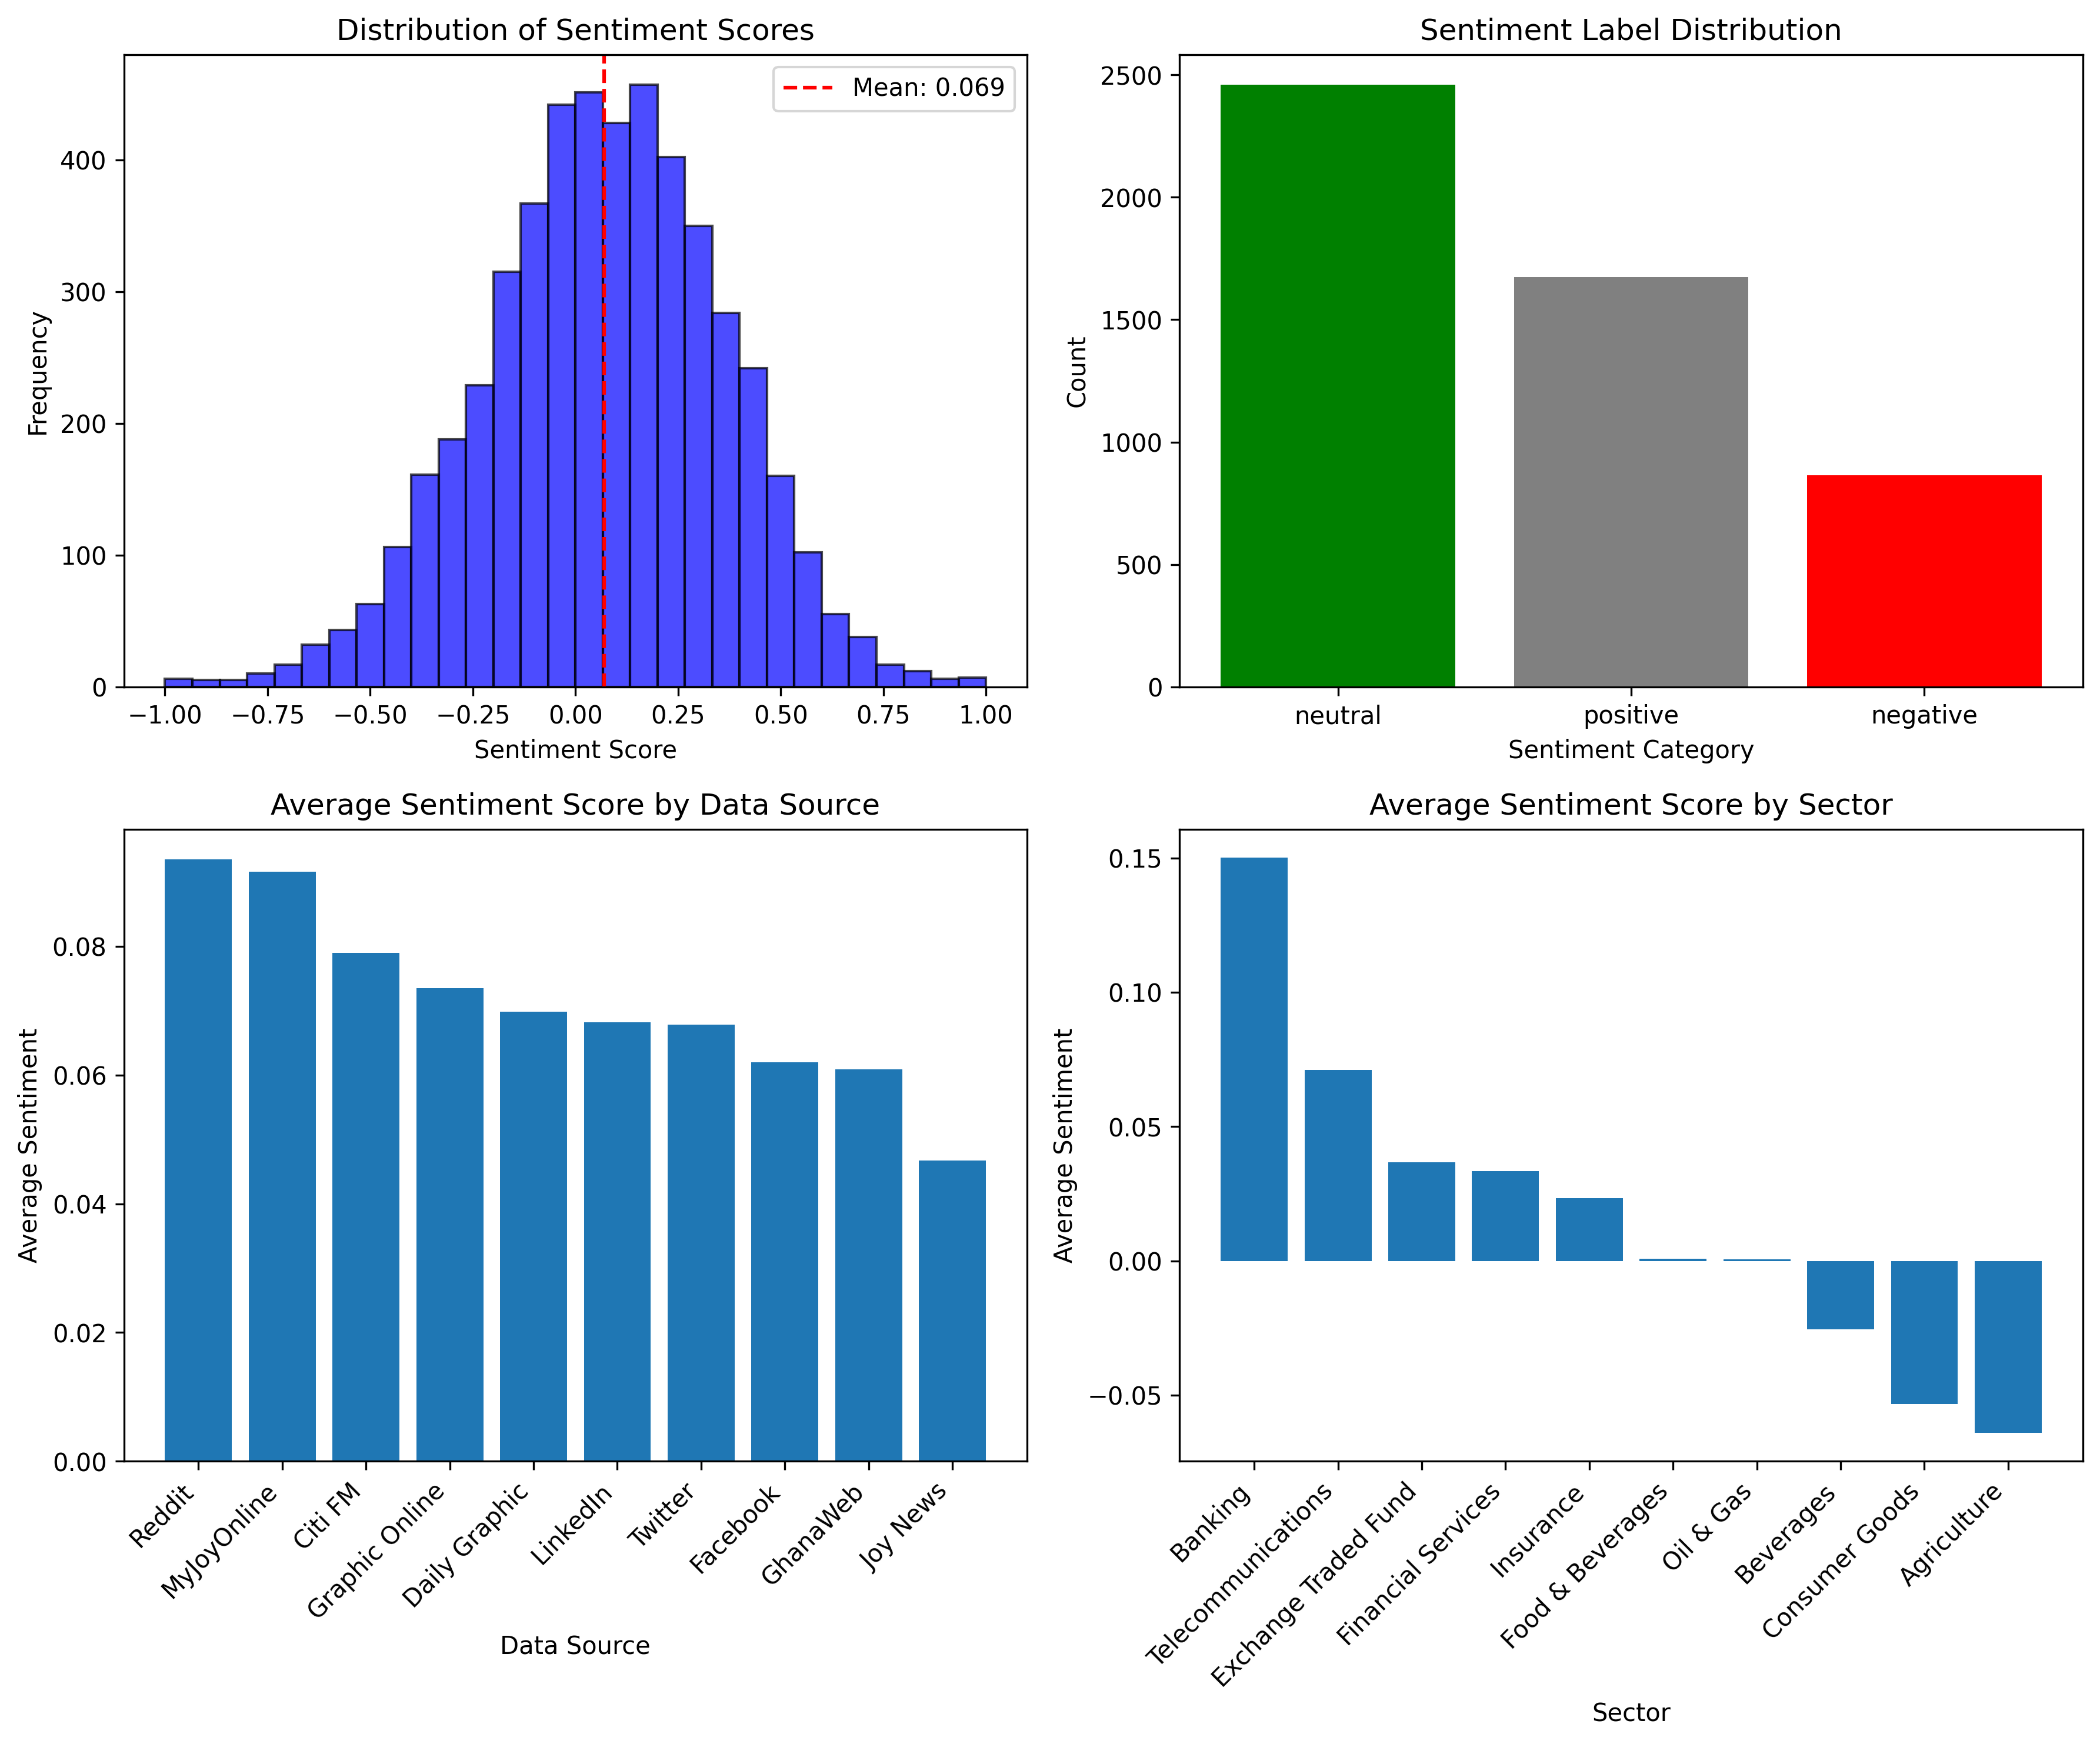 Distribution of Sentiment Scores
Mean: 0.069
400
300
200
100
0
Frequency
−1.00 −0.75 −0.50 −0.25 0.00 0.25 0.50 0.75 1.00
Sentiment Score
Sentiment Label Distribution
2500
2000
1500
1000
500
0
Count
neutral positive negative
Sentiment Category
Average Sentiment Score by Data Source
0.08
0.06
0.04
0.02
0.00
Average Sentiment
Reddit
MyJoyOnline
Citi FM
Graphic Online
Daily Graphic
LinkedIn
Twitter
Facebook
GhanaWeb
Joy News
Data Source
Average Sentiment Score by Sector
0.15
0.10
0.05
0.00
−0.05
Average Sentiment
Banking
Telecommunications
Exchange Traded Fund
Financial Services
Insurance
Food & Beverages
Oil & Gas
Beverages
Consumer Goods
Agriculture
Sector